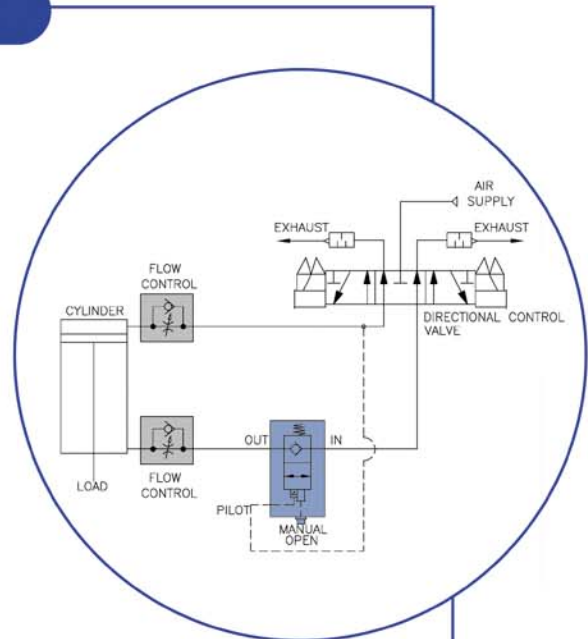 AIR
SUPPLY
EXHAUST
EXHAUST
FLOW
CONTROL
CYLINDER
DIRECTIONAL CONTROL
VALVE
OUT
IN
LOAD
FLOW
CONTROL
PILOT
MANUAL
OPEN